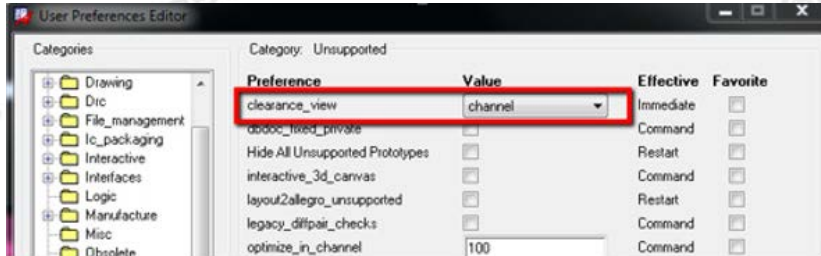 User Preferences Editor
Categories
Category: Unsupported
Preference Value Effective Favorite
Drawing
Drc
File_management
Ic_packaging
Interactive
Interfaces
Logic
Manufacture
Misc
Obsolete
clearance_view channel Immediate
dbdoc_fixed_private Command
Hide All Unsupported Prototypes Restart
interactive_3d_canvas Command
layout2allegro_unsupported Restart
legacy_diffpair_checks Command
optimize_in_channel 100 Command